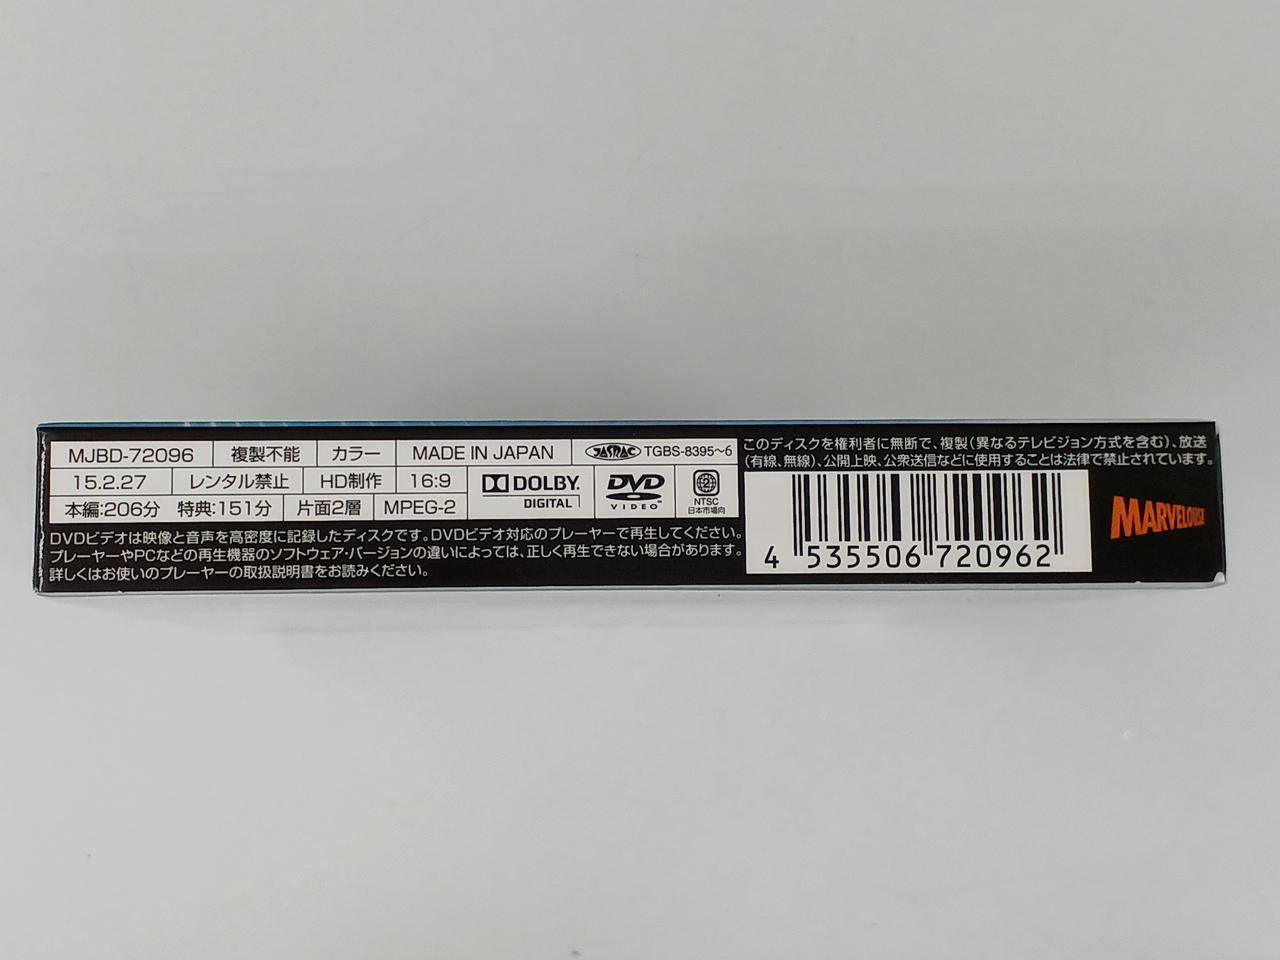 MJBD-72096 複製不能 カラー MADE IN JAPAN JASRAC TGBS-8395〜6
15.2.27 レンタル禁止 HD制作 16:9 DOLBY DIGITAL DVD VIDEO 2 NTSC 日本市場向
本編:206分 特典:151分 片面2層 MPEG-2
DVDビデオは映像と音声を高密度に記録したディスクです。DVDビデオ対応のプレーヤーで再生してください。
プレーヤーやPCなどの再生機器のソフトウェア・バージョンの違いによっては、正しく再生できない場合があります。
詳しくはお使いのプレーヤーの取扱説明書をお読みください。
このディスクを権利者に無断で、複製(異なるテレビジョン方式を含む)、放送
(有線、無線)、公開上映、公衆送信などに使用することは法律で禁止されています。
4 535506 720962
MARVELOUS!